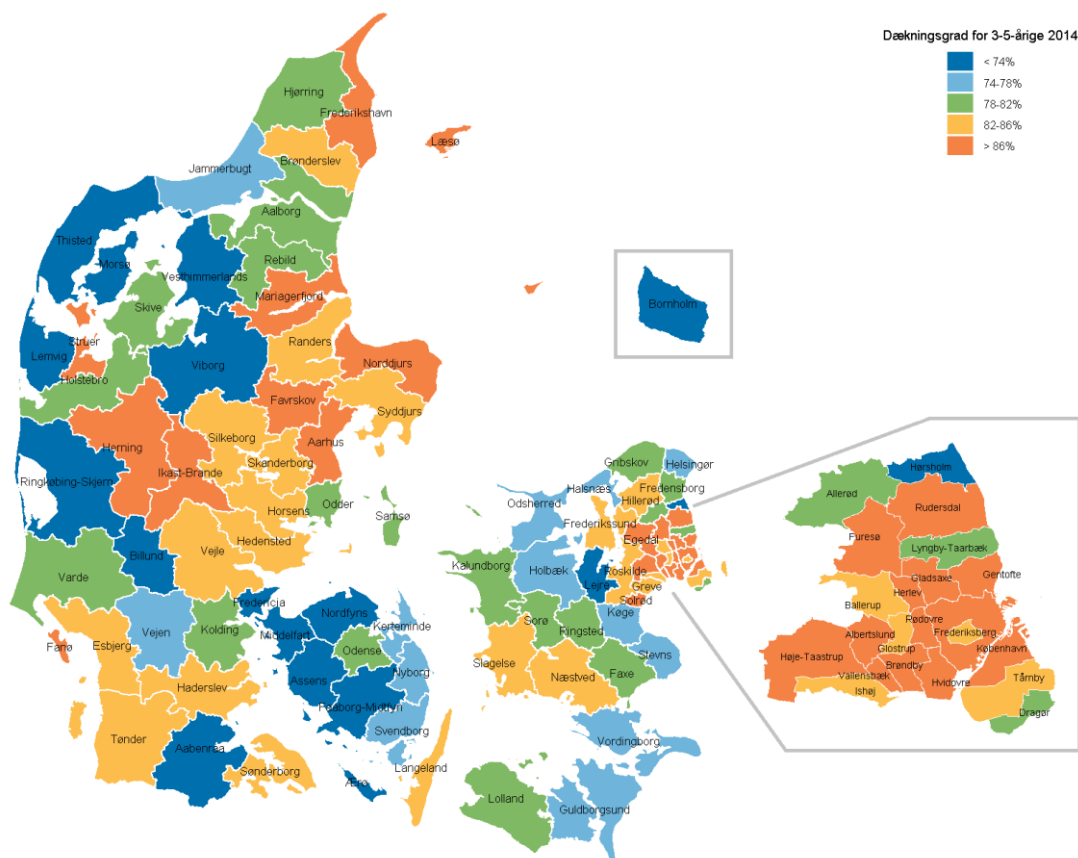 Dækningsgrad for 3-5-årige 2014
< 74%
74-78%
78-82%
82-86%
> 86%
Hjørring
Frederikshavn
Læsø
Brønderslev
Jammerbugt
Aalborg
Thisted
Morsø
Vesthimmerlands
Rebild
Mariagerfjord
Skive
Struer
Lemvig
Holstebro
Viborg
Randers
Norddjurs
Favrskov
Syddjurs
Silkeborg
Aarhus
Herning
Ikast-Brande
Skanderborg
Ringkøbing-Skjern
Horsens
Odder
Samsø
Hedensted
Billund
Vejle
Varde
Fredericia
Vejen
Kolding
Middelfart
Nordfyns
Kerteminde
Esbjerg
Fanø
Odense
Assens
Nyborg
Haderslev
Faaborg-Midtfyn
Svendborg
Tønder
Aabenraa
Sønderborg
Ærø
Langeland
Bornholm
Gribskov
Helsingør
Halsnæs
Fredensborg
Hillerød
Odsherred
Frederikssund
Egedal
Kalundborg
Holbæk
Lejre
Roskilde
Greve
Solrød
Køge
Sorø
Ringsted
Stevns
Slagelse
Næstved
Faxe
Vordingborg
Lolland
Guldborgsund
Hørsholm
Allerød
Rudersdal
Furesø
Lyngby-Taarbæk
Gladsaxe
Gentofte
Herlev
Ballerup
Rødovre
Albertslund
Frederiksberg
Glostrup
København
Høje-Taastrup
Brøndby
Vallensbæk
Hvidovre
Ishøj
Tårnby
Dragør